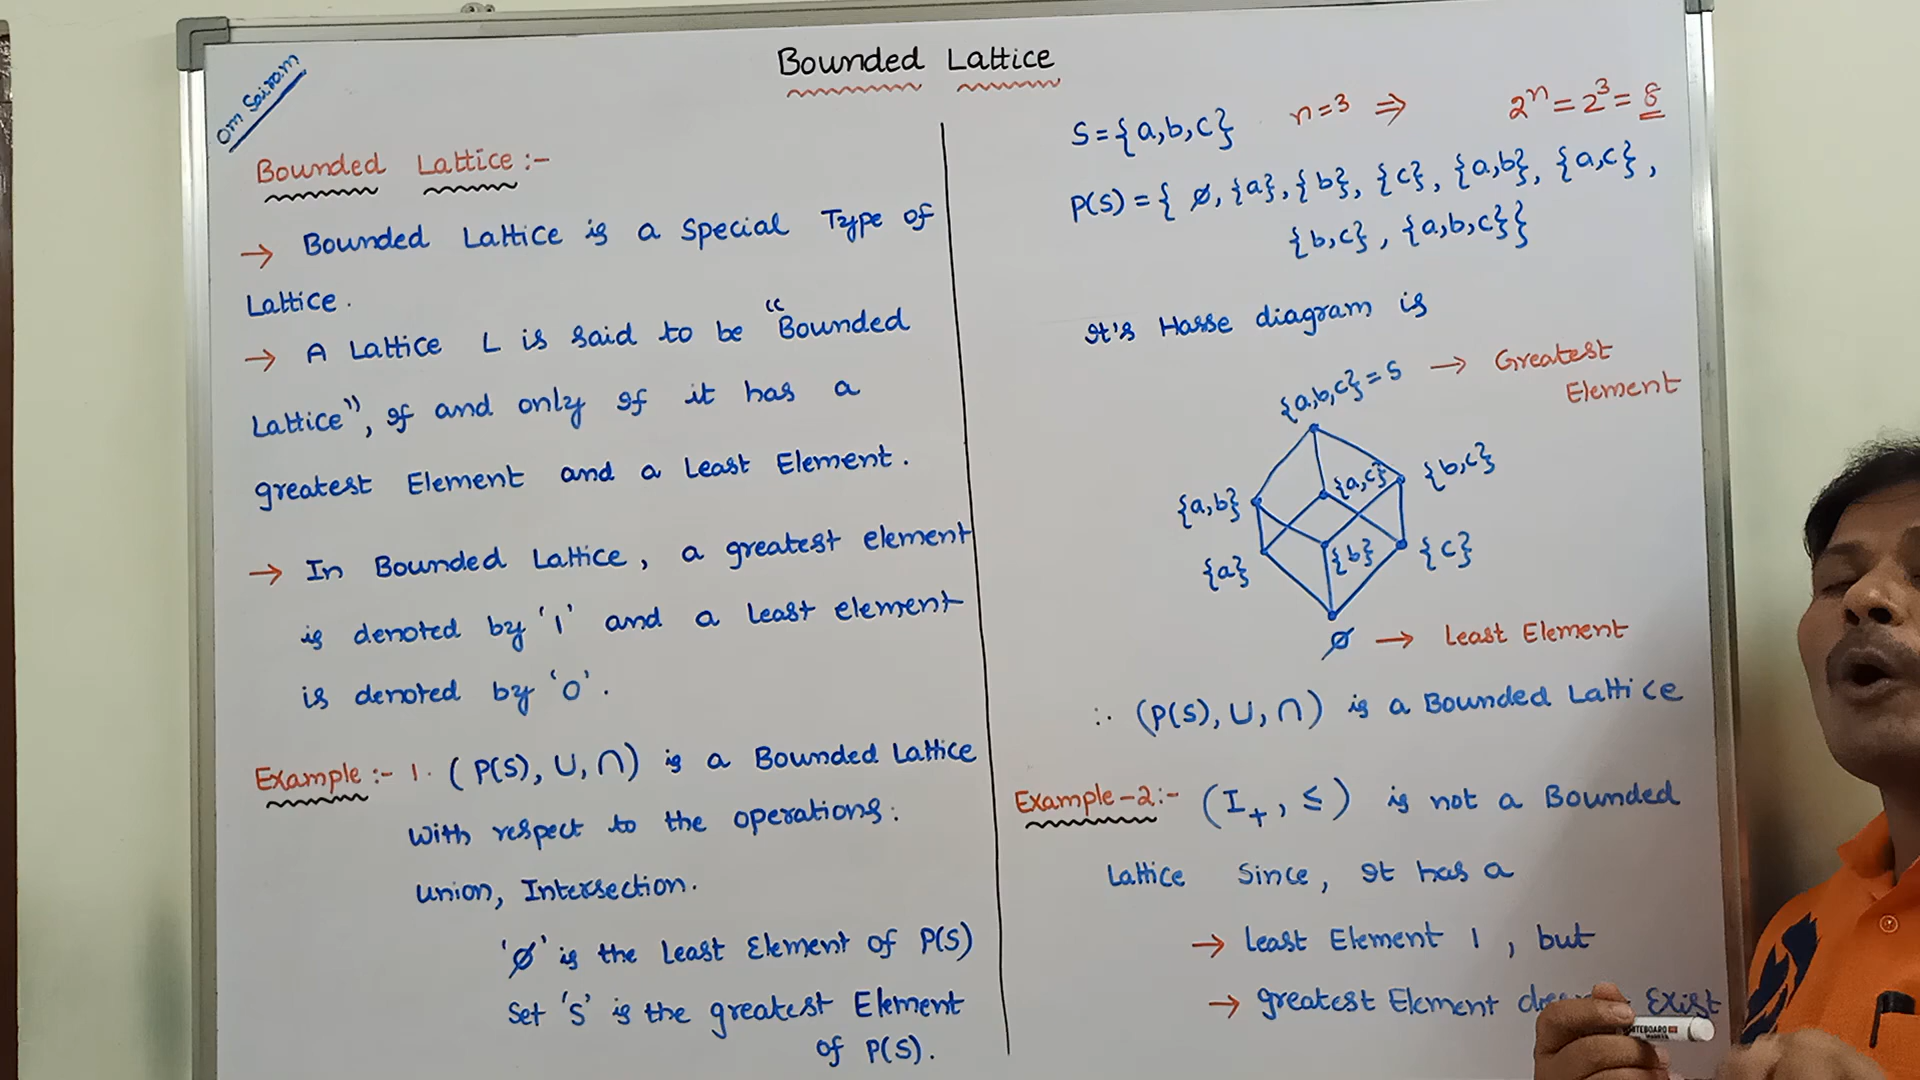 Bounded Lattice
Om Sairam
Bounded Lattice :-
→ Bounded Lattice is a Special Type of
Lattice.
→ A Lattice L is said to be "Bounded
Lattice", If and only If it has a
greatest Element and a Least Element.
→ In Bounded Lattice, a greatest element
is denoted by '1' and a least element
is denoted by '0'.
Example :- 1. (P(S), ∪, ∩) is a Bounded Lattice
with respect to the operations:
union, Intersection.
'ø' is the Least Element of P(S)
Set 'S' is the greatest Element
of P(S).
S = {a,b,c} n=3 ⇒ 2ⁿ = 2³ = 8
P(S) = { ø, {a}, {b}, {c}, {a,b}, {a,c},
{b,c}, {a,b,c}}
It's Hasse diagram is
{a,b,c} = S → Greatest
Element
{a,b} {a,c} {b,c}
{a} {b} {c}
ø → Least Element
∴ (P(S), ∪, ∩) is a Bounded Lattice
Example-2:- (I₊, ≤) is not a Bounded
Lattice Since, It has a
→ Least Element 1, but
→ greatest Element Exist
WHITEBOARD